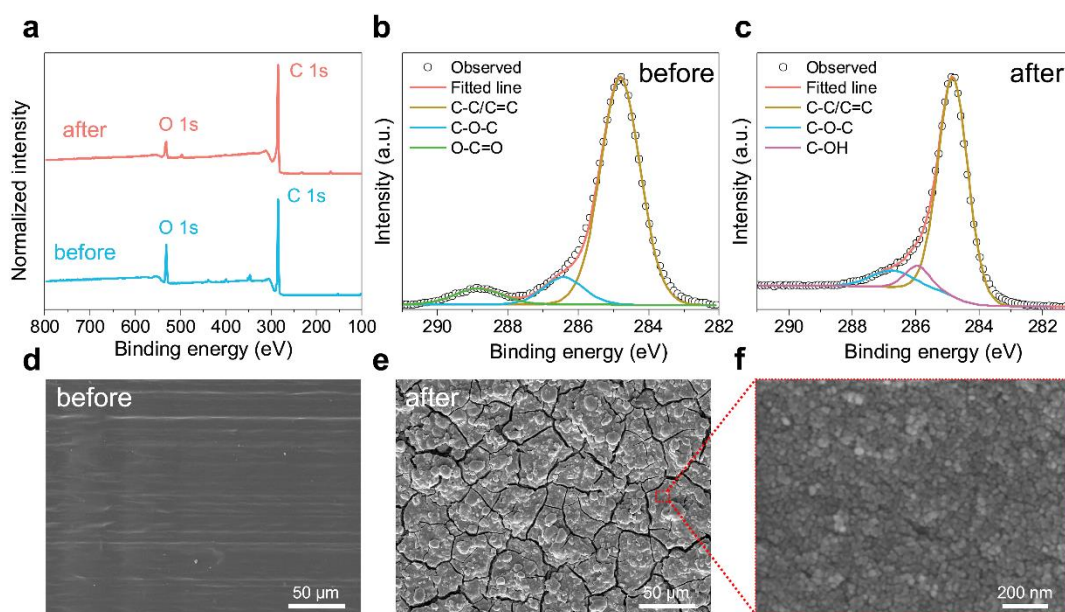 a
Normalized intensity
after
O 1s
C 1s
before
O 1s
C 1s
800 700 600 500 400 300 200 100
Binding energy (eV)
b
Intensity (a.u.)
Observed
Fitted line
C-C/C=C
C-O-C
O-C=O
before
290 288 286 284 282
Binding energy (eV)
c
Intensity (a.u.)
Observed
Fitted line
C-C/C=C
C-O-C
C-OH
after
290 288 286 284 282
Binding energy (eV)
d
before
50 µm
e
after
50 µm
f
200 nm